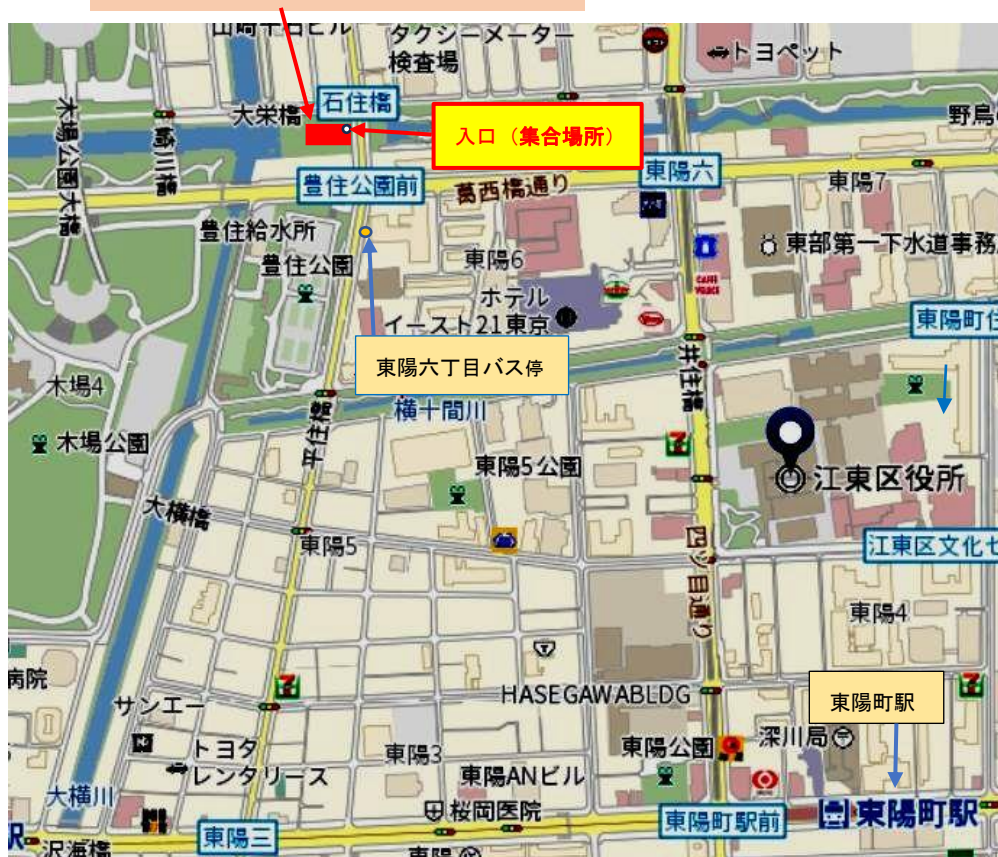 山崎千石ビル
タクシーメーター
検査場
トヨペット
大栄橋
石住橋
入口（集合場所）
木場公園大橋
崎川橋
豊住公園前
葛西橋通り
東陽六
東陽7
豊住給水所
豊住公園
東陽6
東部第一下水道事務
ホテル
イースト21東京
CAFE
東陽六丁目バス停
井住橋
木場4
木場公園
平住橋
横十間川
東陽5公園
江東区役所
大横橋
東陽5
四ツ目通り
江東区文化セ
東陽4
病院
サンエー
HASEGAWABLDG
東陽町駅
トヨタ
レンタリース
東陽3
東陽公園
深川局
東陽ANビル
大横川
桜岡医院
東陽三
東陽町駅前
東陽町駅
沢海橋